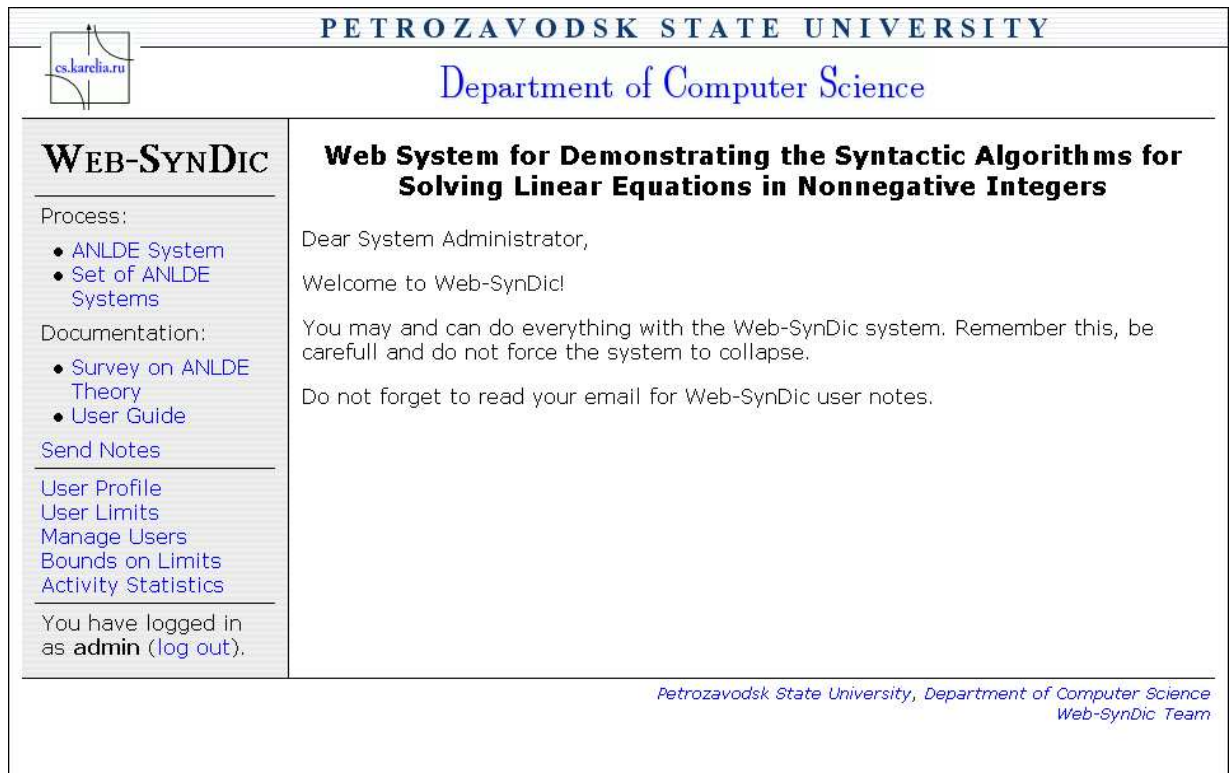 PETROZAVODSK STATE UNIVERSITY
cs.karelia.ru
Department of Computer Science
WEB-SYNDIC
Process:
• ANLDE System
• Set of ANLDE
Systems
Documentation:
• Survey on ANLDE
Theory
• User Guide
Send Notes
User Profile
User Limits
Manage Users
Bounds on Limits
Activity Statistics
You have logged in
as admin (log out).
Web System for Demonstrating the Syntactic Algorithms for
Solving Linear Equations in Nonnegative Integers
Dear System Administrator,
Welcome to Web-SynDic!
You may and can do everything with the Web-SynDic system. Remember this, be
carefull and do not force the system to collapse.
Do not forget to read your email for Web-SynDic user notes.
Petrozavodsk State University, Department of Computer Science
Web-SynDic Team